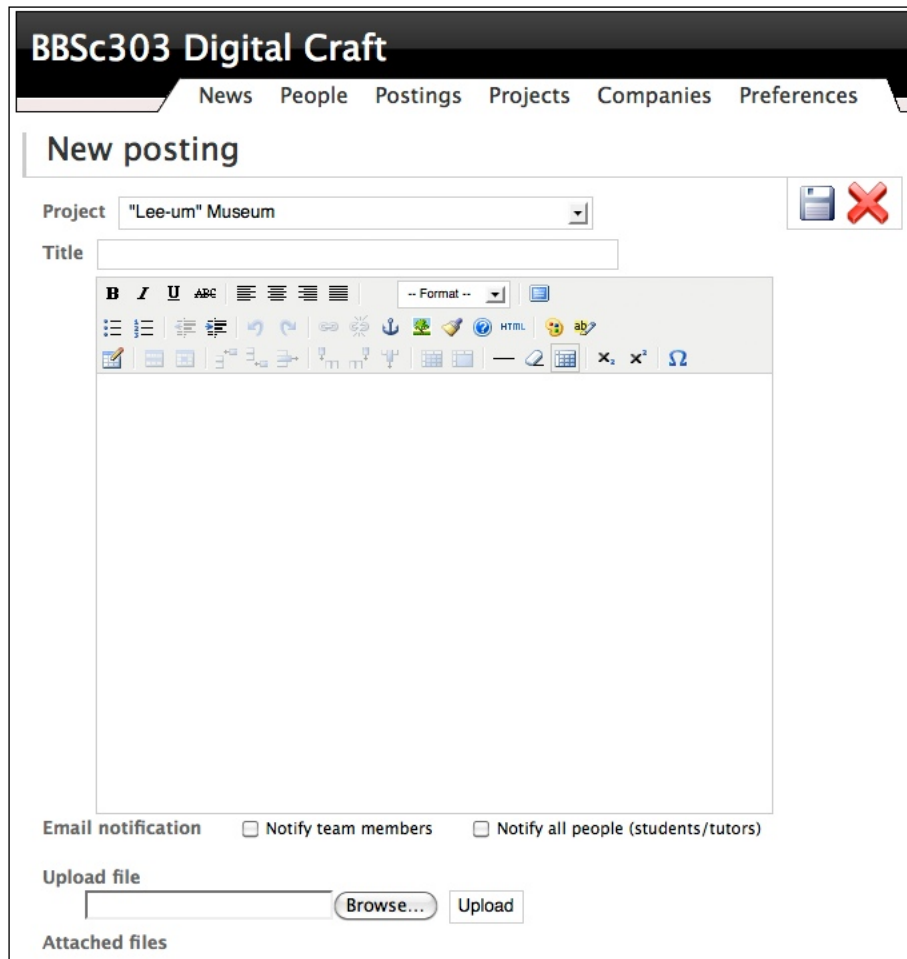 BBSc303 Digital Craft
News People Postings Projects Companies Preferences
New posting
Project "Lee-um" Museum
Title
B I U ABC -- Format --
HTML ab
x₂ x² Ω
Email notification Notify team members Notify all people (students/tutors)
Upload file
Browse... Upload
Attached files